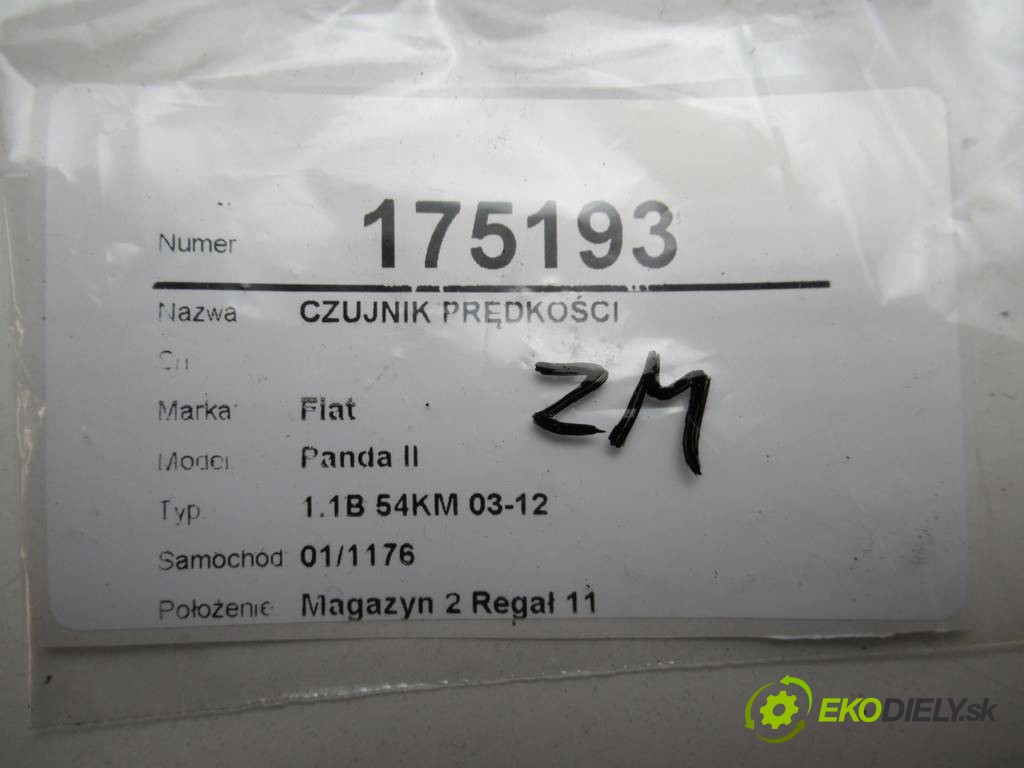 Numer 175193
Nazwa CZUJNIK PRĘDKOŚCI
ZM
Marka Fiat
Model Panda II
Typ 1.1B 54KM 03-12
Samochód 01/1176
Położenie Magazyn 2 Regał 11
EKODIELY.sk